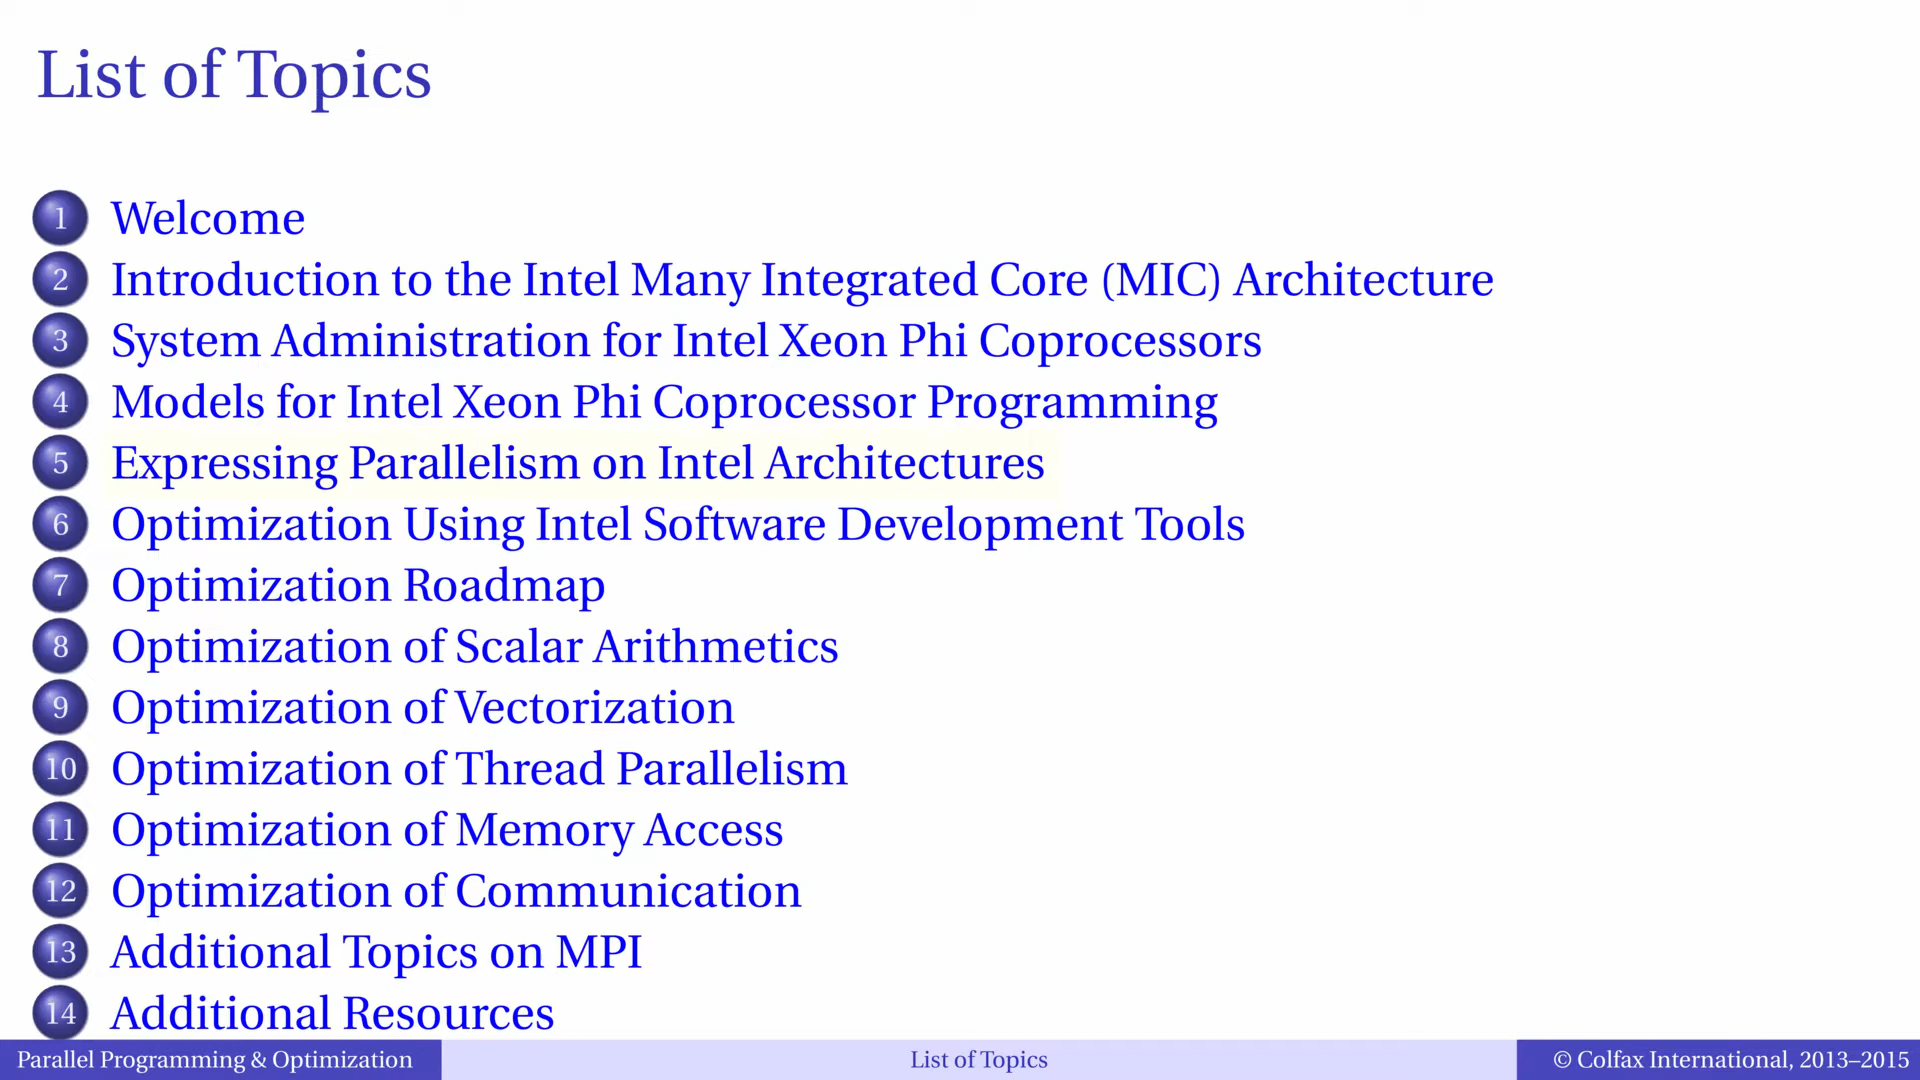 List of Topics
1 Welcome
2 Introduction to the Intel Many Integrated Core (MIC) Architecture
3 System Administration for Intel Xeon Phi Coprocessors
4 Models for Intel Xeon Phi Coprocessor Programming
5 Expressing Parallelism on Intel Architectures
6 Optimization Using Intel Software Development Tools
7 Optimization Roadmap
8 Optimization of Scalar Arithmetics
9 Optimization of Vectorization
10 Optimization of Thread Parallelism
11 Optimization of Memory Access
12 Optimization of Communication
13 Additional Topics on MPI
14 Additional Resources
Parallel Programming & Optimization List of Topics © Colfax International, 2013–2015